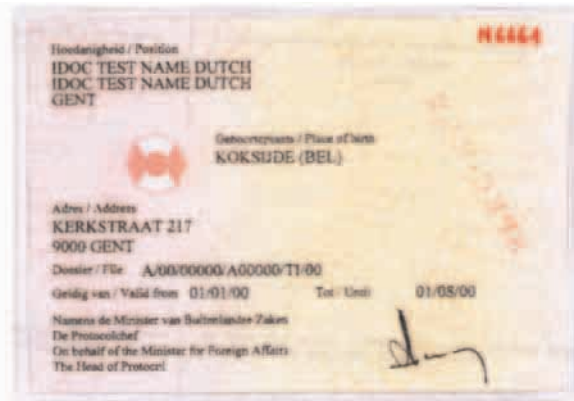 N6664
Hoedanigheid / Position
IDOC TEST NAME DUTCH
IDOC TEST NAME DUTCH
GENT
Geboorteplaats / Place of birth
KOKSIJDE (BEL)
Adres / Address
KERKSTRAAT 217
9000 GENT
Dossier / File A/00/00000/A00000/TI/00
Geldig van / Valid from 01/01/00 Tot / Until 01/08/00
Namens de Minister van Buitenlandse Zaken
De Protocolchef
On behalf of the Minister for Foreign Affairs
The Head of Protocol